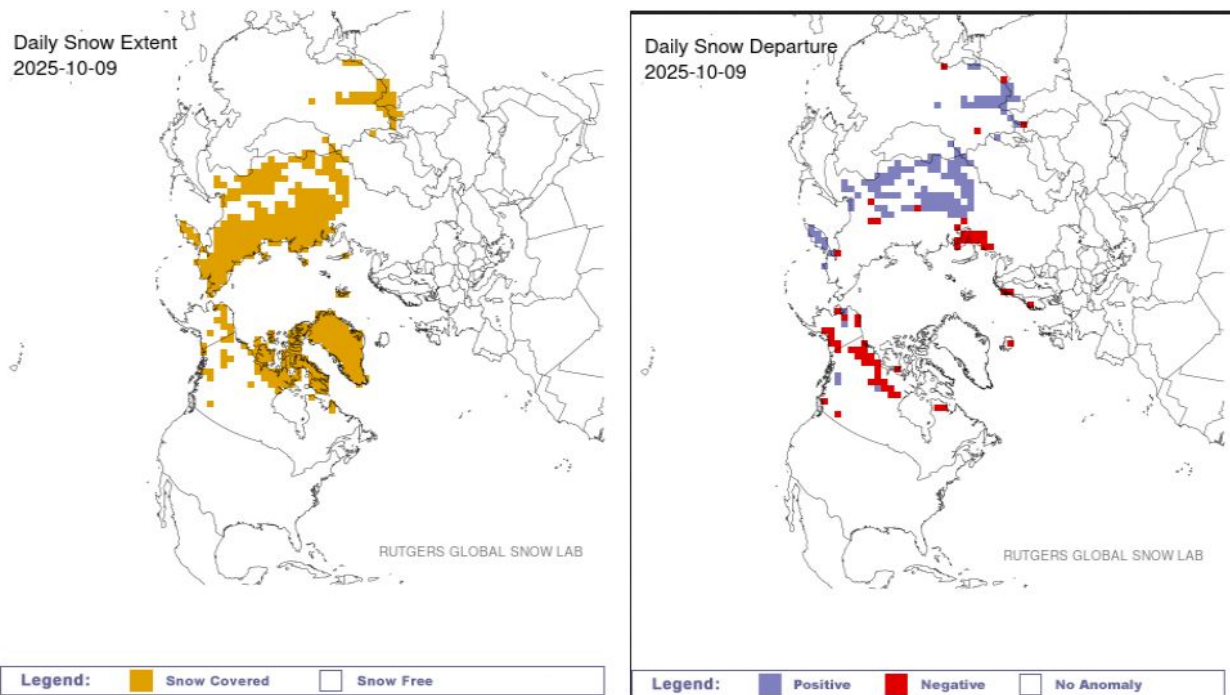 Daily Snow Extent
2025-10-09
RUTGERS GLOBAL SNOW LAB
Legend: Snow Covered Snow Free
Daily Snow Departure
2025-10-09
RUTGERS GLOBAL SNOW LAB
Legend: Positive Negative No Anomaly